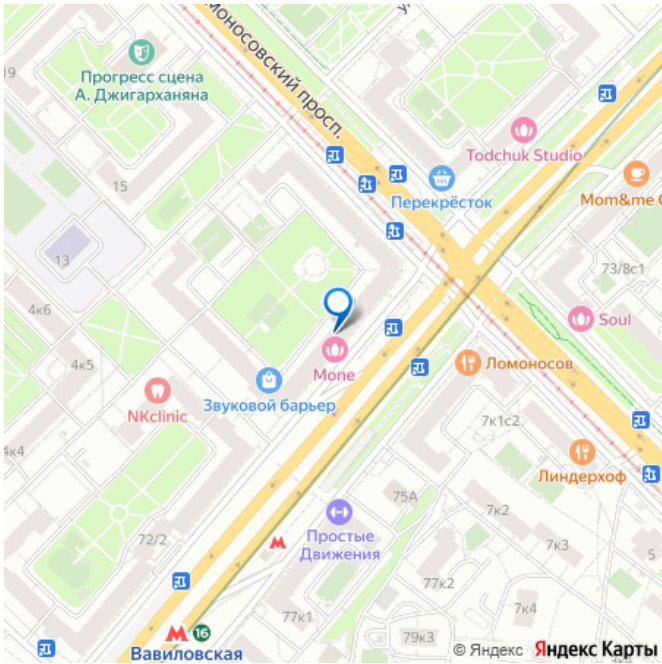 моносовский просп.
19
Прогресс сцена
А. Джигарханяна
Todchuk Studio
15
Перекрёсток
Mom&me C
13
73/8с1
4к6
Soul
Mone
Ломоносов
4к5
Звуковой барьер
NKclinic
7к1с2
4к4
Линдерхоф
75А
7к2
72/2
Простые
Движения
7к3
5
77к2
77к1
7к4
16
Вавиловская
79к3
© Яндекс Яндекс Карты